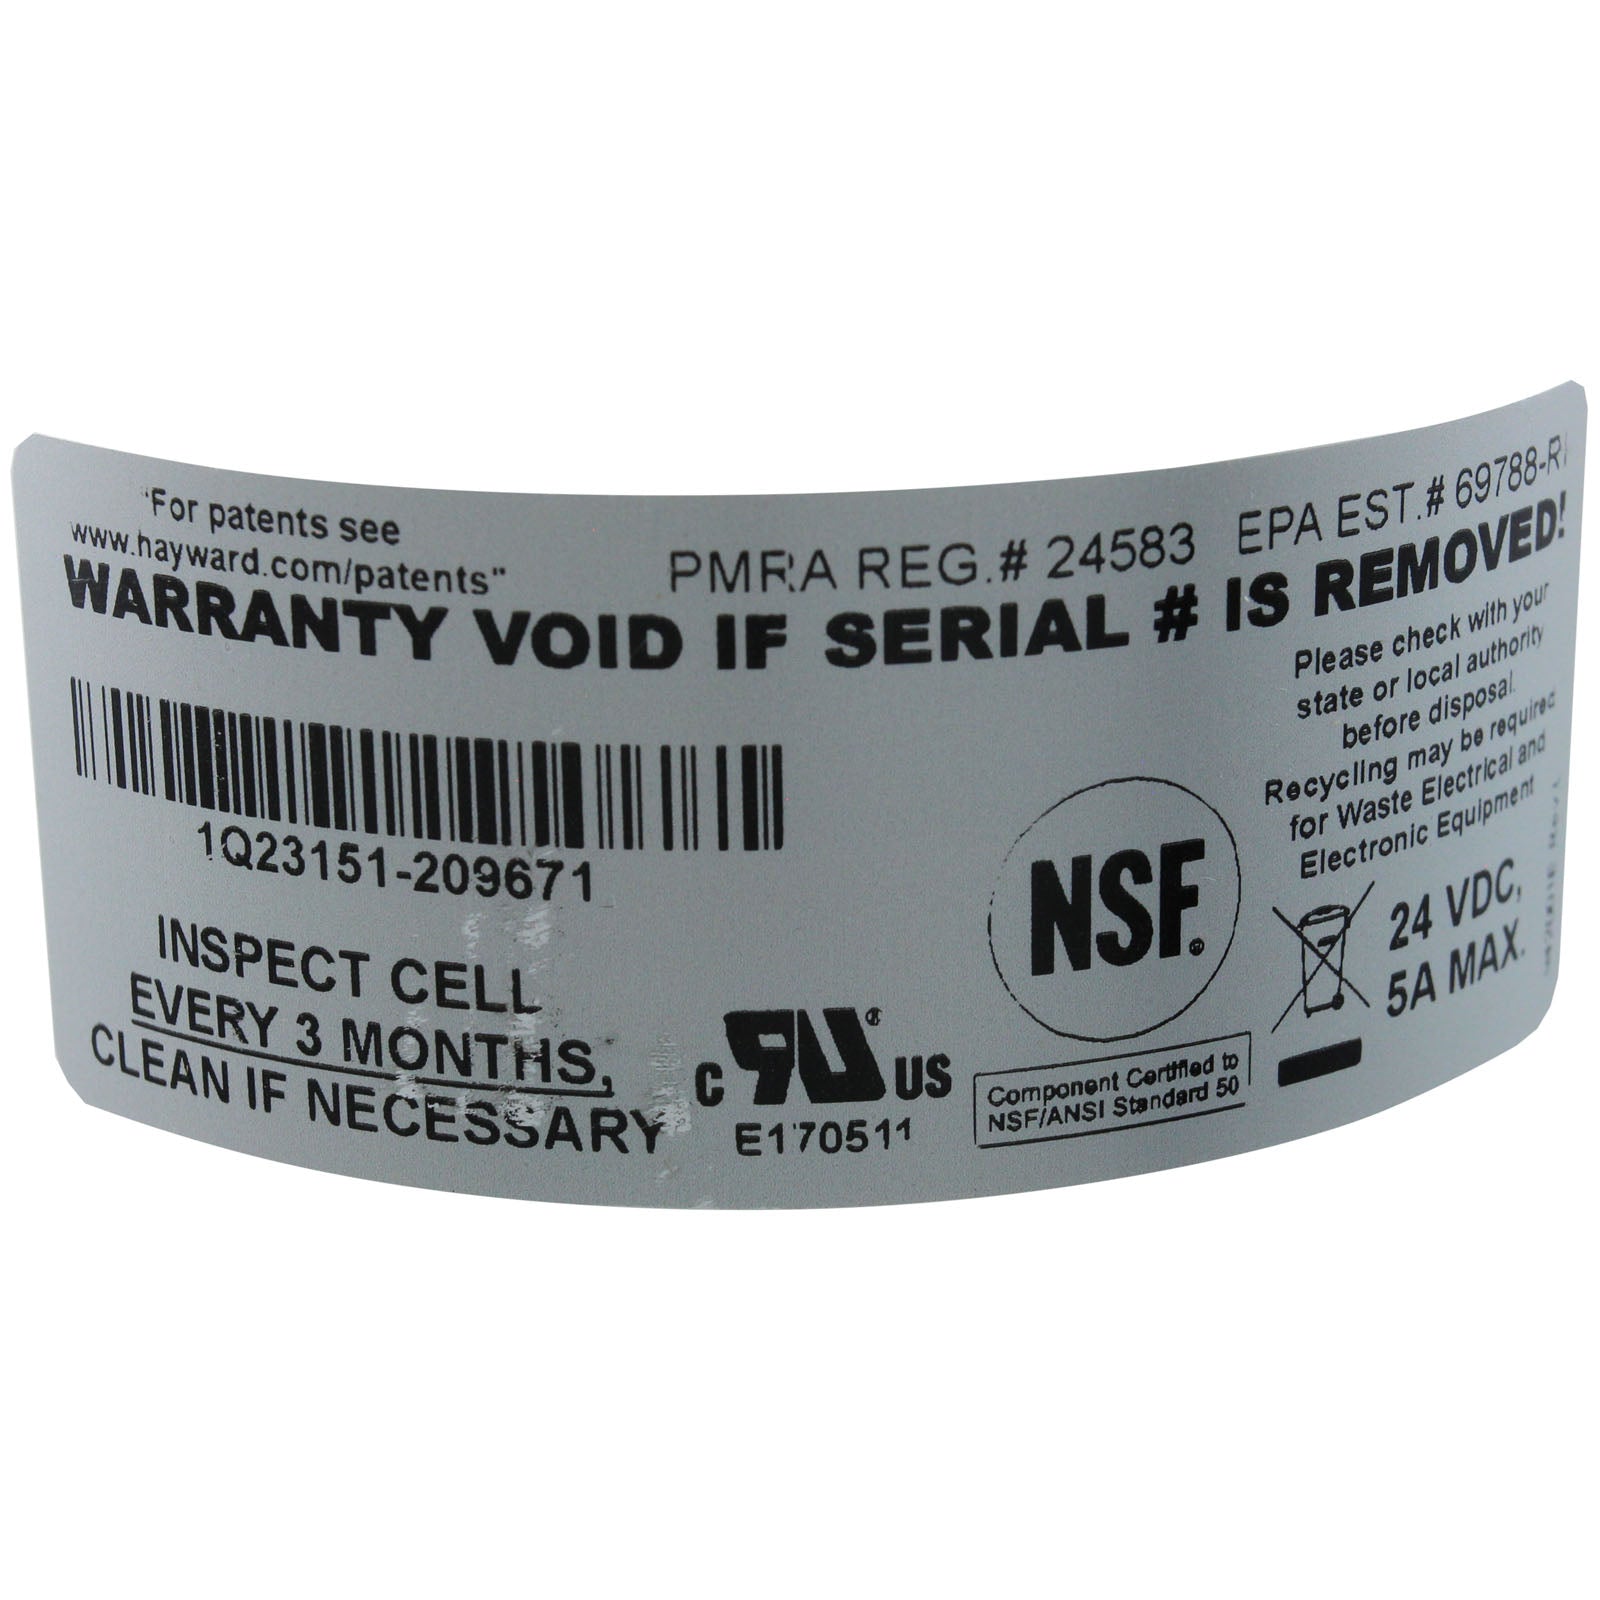 "For patents see
www.hayward.com/patents"
PMRA REG.# 24583
EPA EST.# 69788-RI
WARRANTY VOID IF SERIAL # IS REMOVED!
1Q23151-209671
INSPECT CELL
EVERY 3 MONTHS,
CLEAN IF NECESSARY
c RU ® US
E170511
NSF®
Component Certified to
NSF/ANSI Standard 50
Please check with your
state or local authority
before disposal.
Recycling may be required
for Waste Electrical and
Electronic Equipment
24 VDC,
5A MAX.